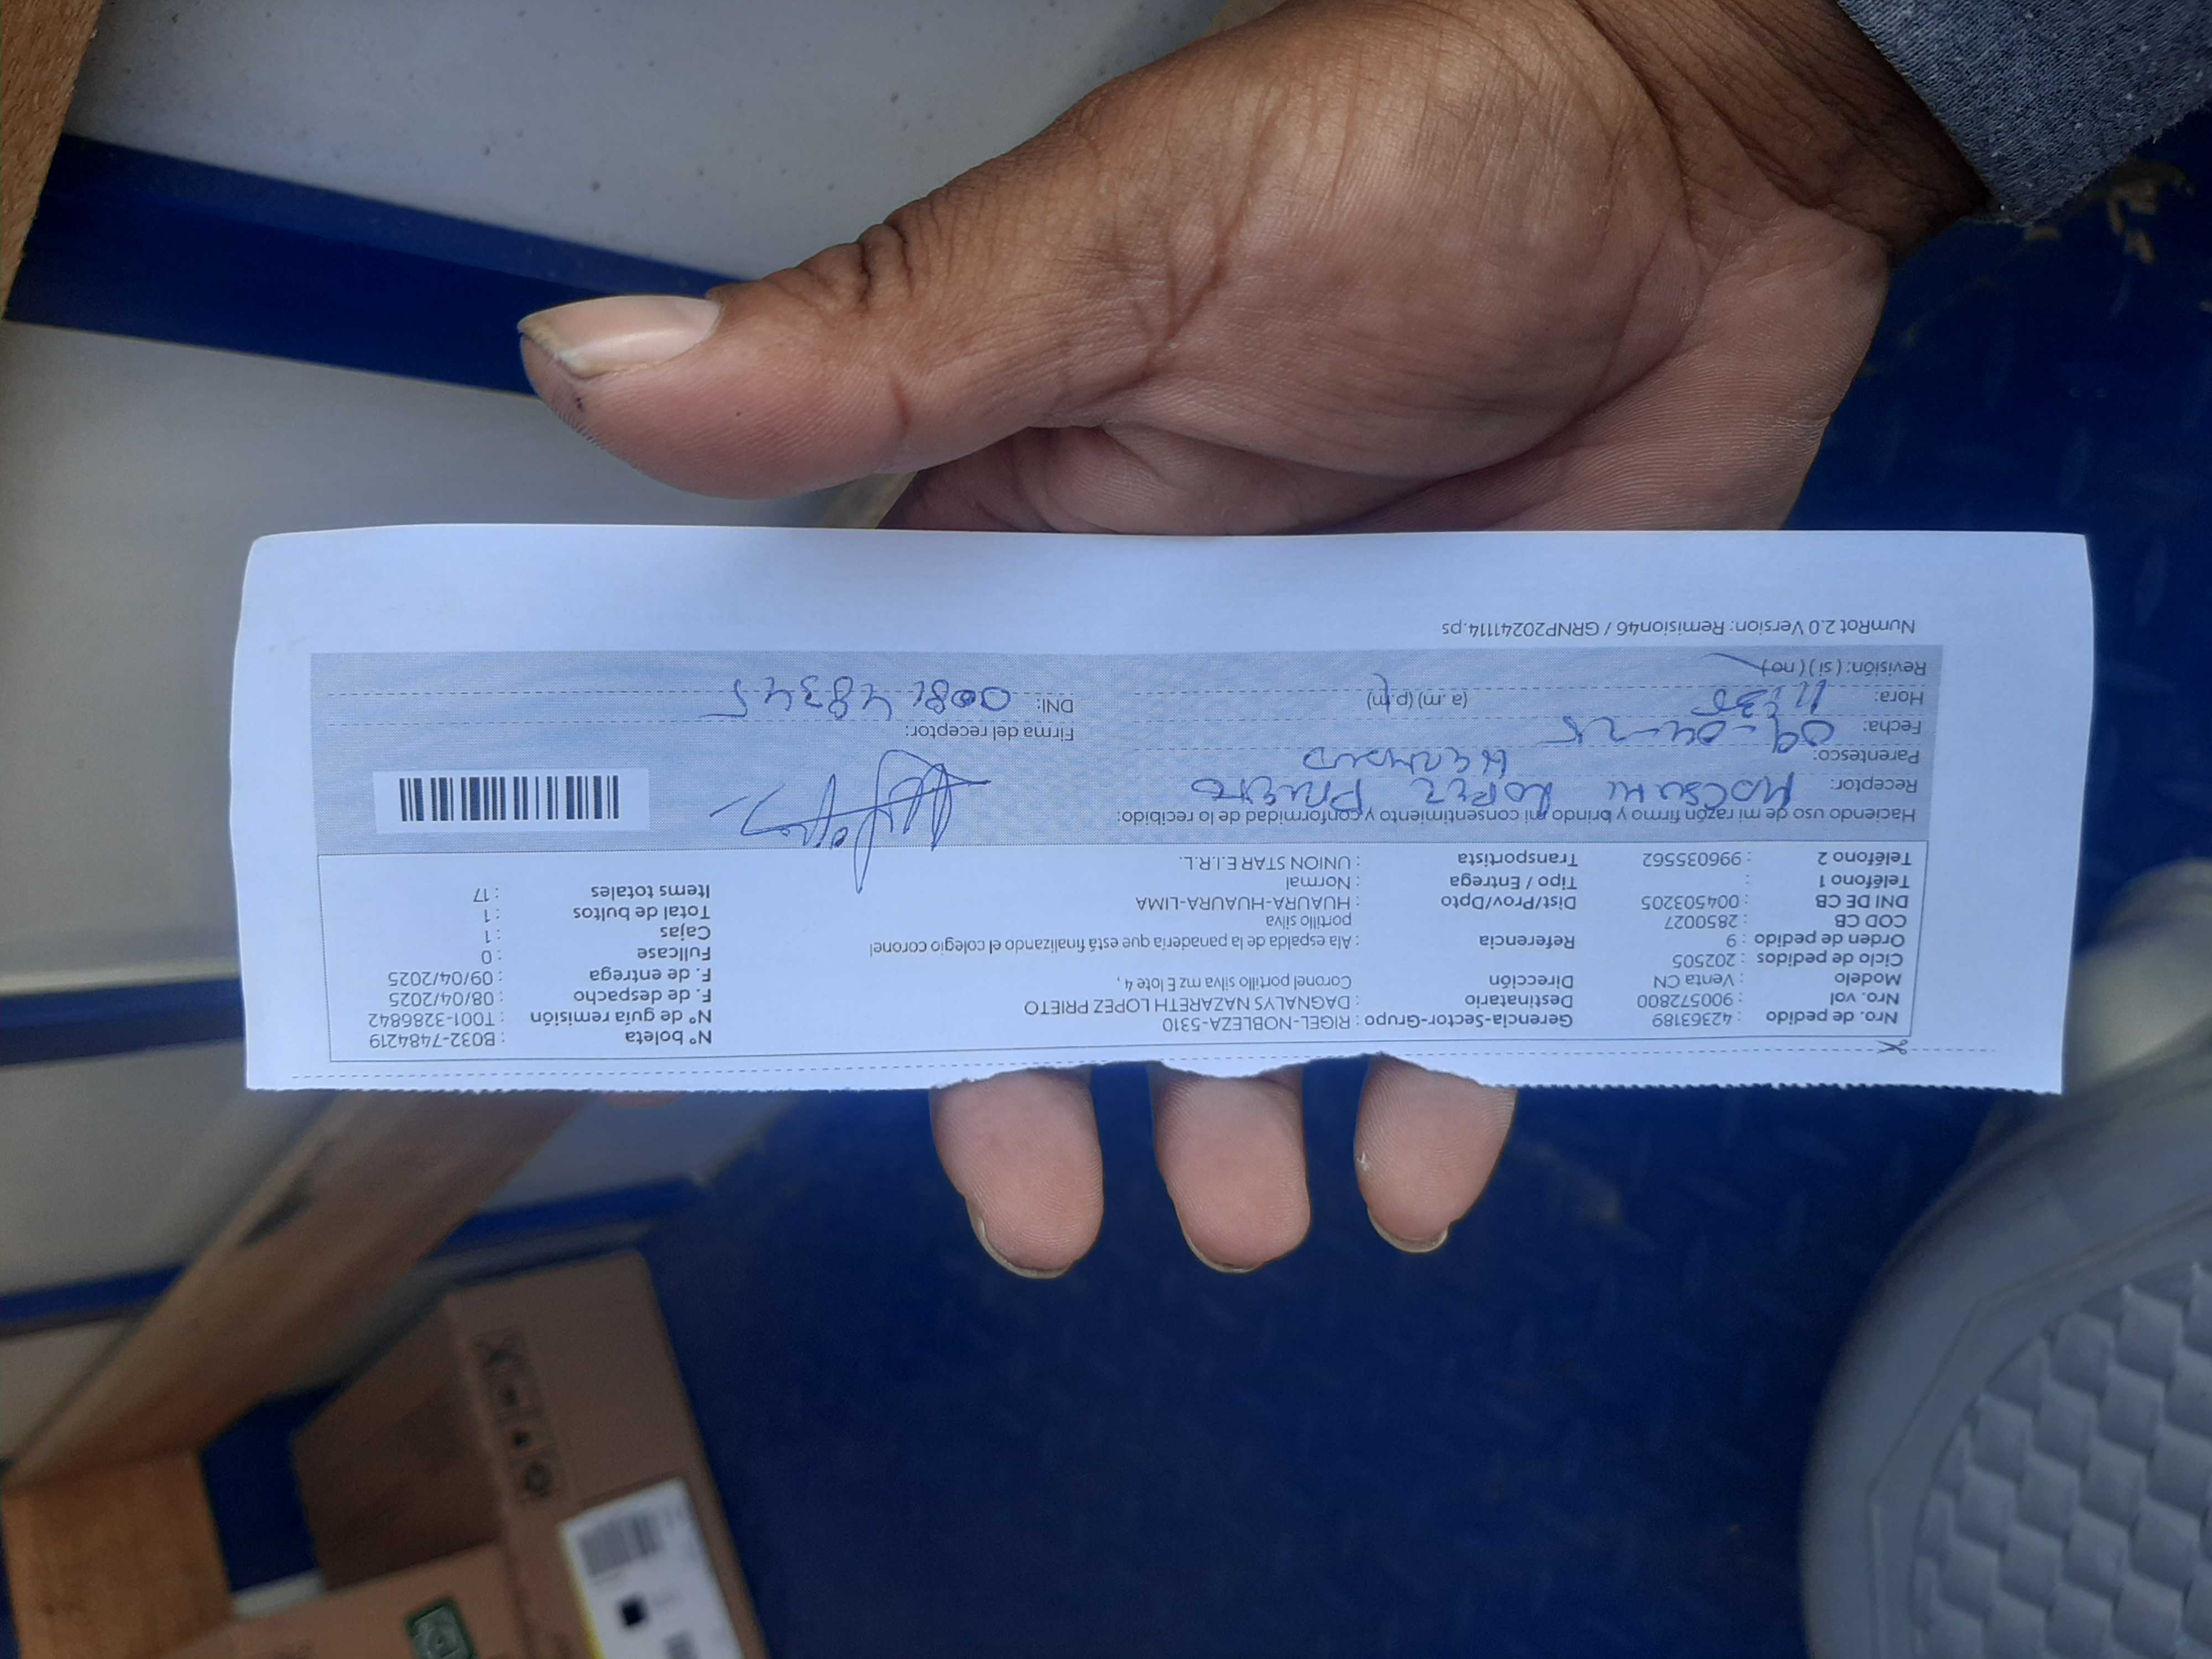 Nro. de pedido : 42363189 Gerencia-Sector-Grupo : RIGEL-NOBLEZA-5310 N° boleta : B032-7484219
Nro. vol : 900572800 Destinatario : DAGNALYS NAZARETH LOPEZ PRIETO N° de guía remisión : T001-3286842
Modelo : Venta CN Dirección Coronel portillo silva mz E lote 4 , F. de despacho : 08/04/2025
Ciclo de pedidos : 202505 F. de entrega : 09/04/2025
Orden de pedido : 9 Referencia : Ala espalda de la panadería que está finalizando el colegio coronel Fullcase : 0
COD CB : 2850027 portillo silva Cajas : 1
DNI DE CB : 004503205 Dist/Prov/Dpto : HUAURA-HUAURA-LIMA Total de bultos : 1
Teléfono 1 : Tipo / Entrega : Normal Items totales : 17
Teléfono 2 : 996035562 Transportista : UNION STAR E.I.R.L.
Haciendo uso de mi razón firmo y brindo mi consentimiento y conformidad de lo recibido:
Receptor: LOPEZ PRIETO
Parentesco: HERMANO
Fecha: 09-04-25 Firma del receptor:
Hora: 11:30 (a .m) (p.m) DNI:
Revisión: ( si ) ( no )
NumRot 2.0 Version: Remision46 / GRNP20241114.ps